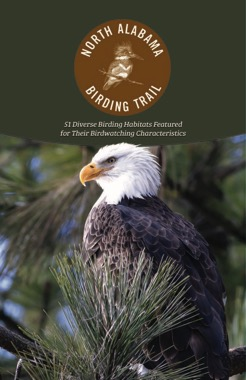 NORTH ALABAMA
BIRDING TRAIL
51 Diverse Birding Habitats Featured
for Their Birdwatching Characteristics